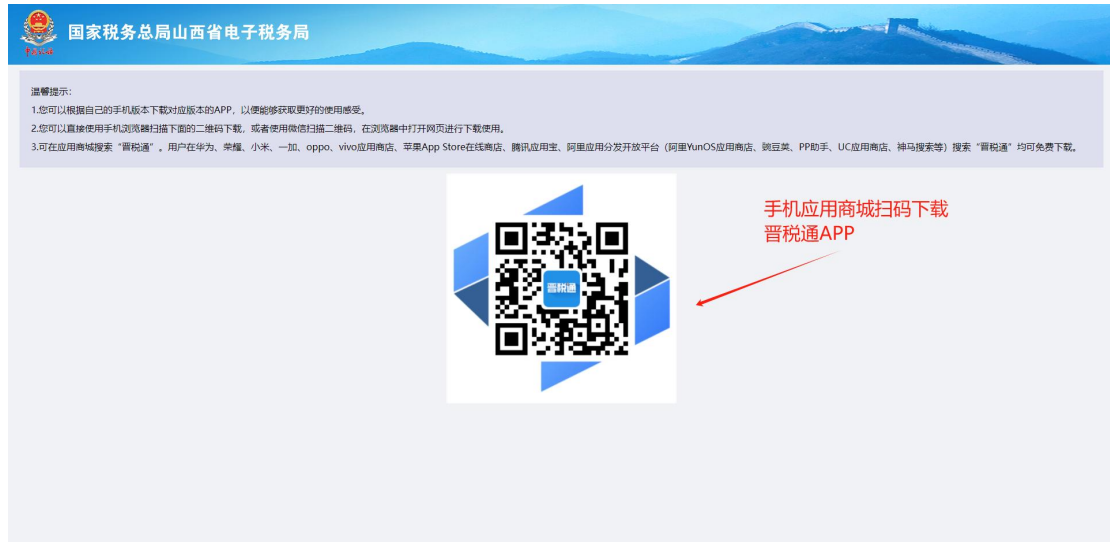 国家税务总局山西省电子税务局
中国税务
温馨提示：
1.您可以根据自己的手机版本下载对应版本的APP，以便能够获取更好的使用感受。
2.您可以直接使用手机浏览器扫描下面的二维码下载，或者使用微信扫描二维码，在浏览器中打开网页进行下载使用。
3.可在应用商城搜索“晋税通”。用户在华为、荣耀、小米、一加、oppo、vivo应用商店、苹果App Store在线商店、腾讯应用宝、阿里应用分发开放平台（阿里YunOS应用商店、豌豆荚、PP助手、UC应用商店、神马搜索等）搜索“晋税通”均可免费下载。
手机应用商城扫码下载
晋税通APP
晋税通